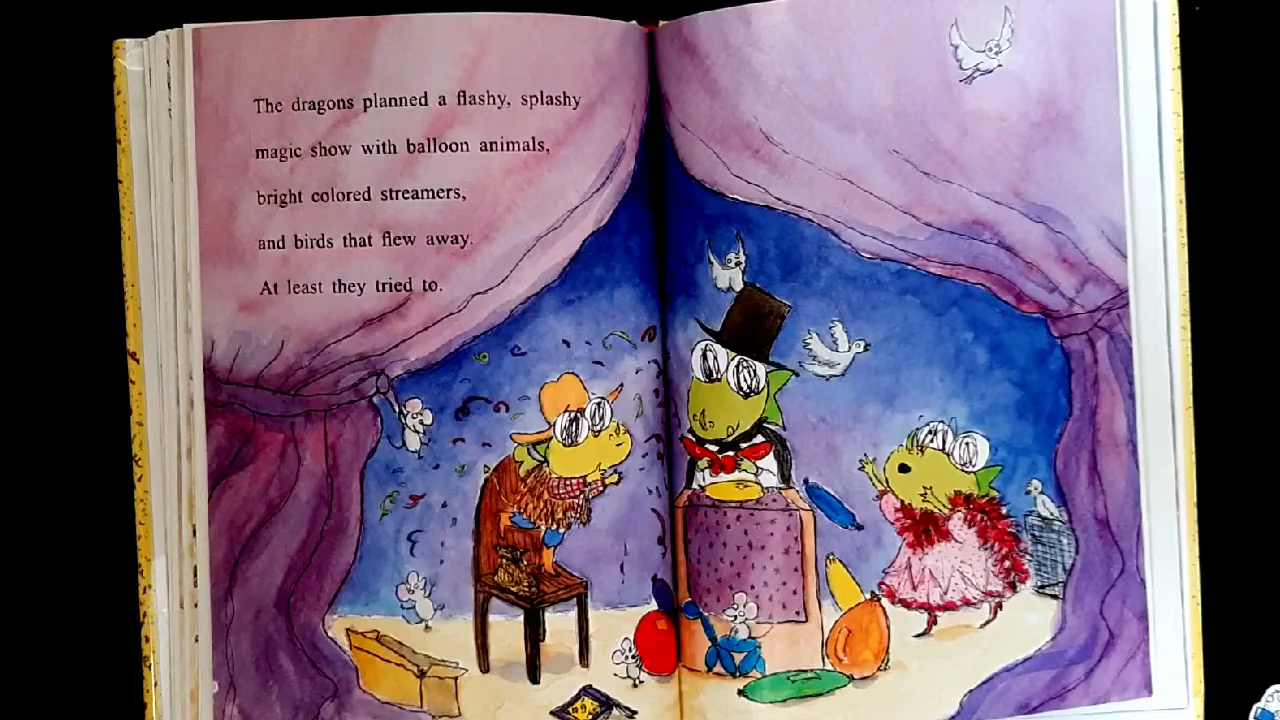 The dragons planned a flashy, splashy
magic show with balloon animals,
bright colored streamers,
and birds that flew away.
At least they tried to.